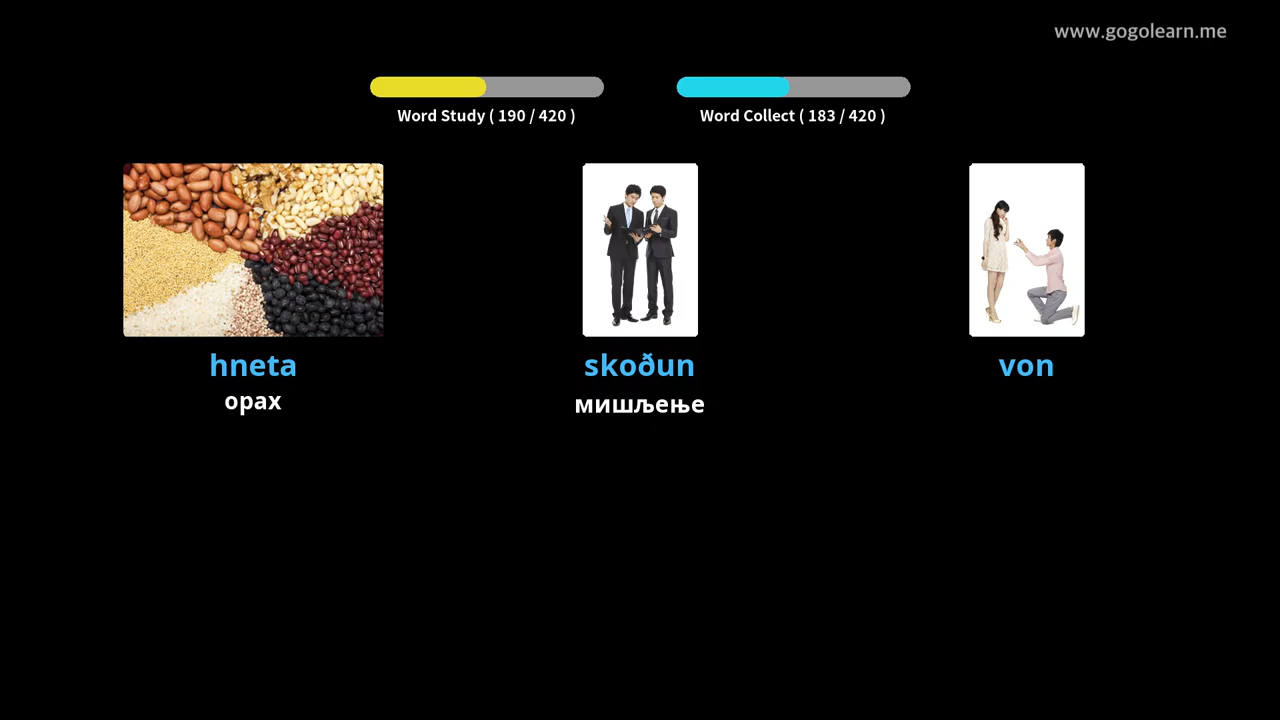 www.gogolearn.me
Word Study ( 190 / 420 )
Word Collect ( 183 / 420 )
hneta
орах
skoðun
мишљење
von